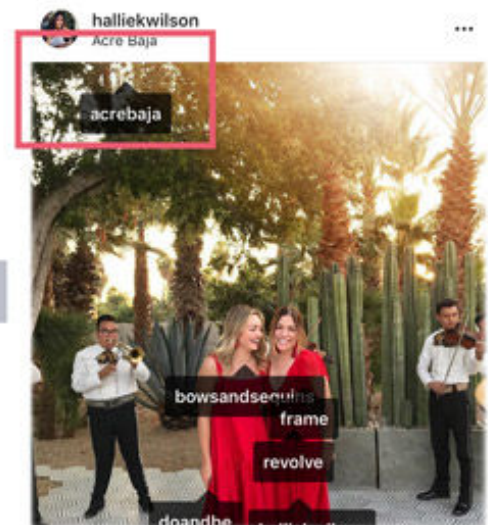 halliekwilson
Acre Baja
acrebaja
bowsandsequins
frame
revolve
doandbe